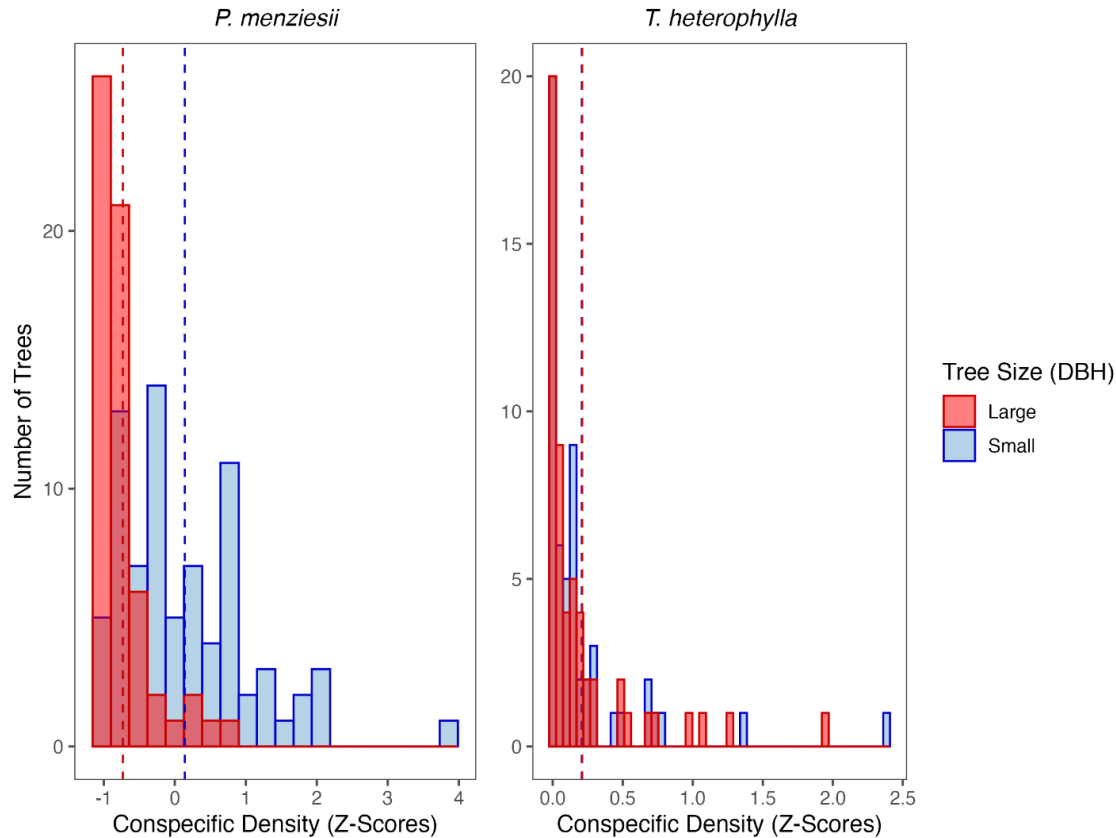 P. menziesii
T. heterophylla
Number of Trees
20
10
0
20
15
10
5
0
-1 0 1 2 3 4
0.0 0.5 1.0 1.5 2.0 2.5
Conspecific Density (Z-Scores)
Conspecific Density (Z-Scores)
Tree Size (DBH)
Large
Small